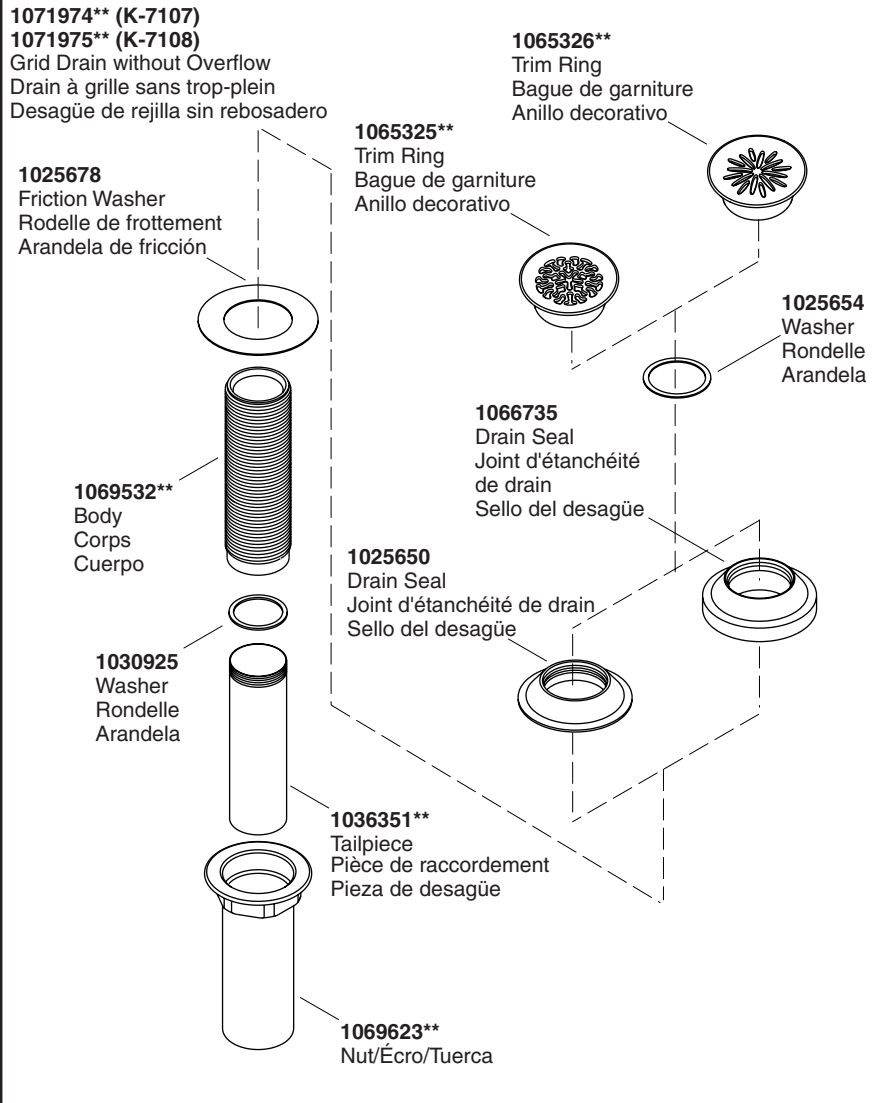 1071974** (K-7107)
1071975** (K-7108)
Grid Drain without Overflow
Drain à grille sans trop-plein
Desagüe de rejilla sin rebosadero
1065326**
Trim Ring
Bague de garniture
Anillo decorativo
1065325**
Trim Ring
Bague de garniture
Anillo decorativo
1025678
Friction Washer
Rodelle de frottement
Arandela de fricción
1025654
Washer
Rondelle
Arandela
1066735
Drain Seal
Joint d'étanchéité
de drain
Sello del desagüe
1069532**
Body
Corps
Cuerpo
1025650
Drain Seal
Joint d'étanchéité de drain
Sello del desagüe
1030925
Washer
Rondelle
Arandela
1036351**
Tailpiece
Pièce de raccordement
Pieza de desagüe
1069623**
Nut/Écro/Tuerca